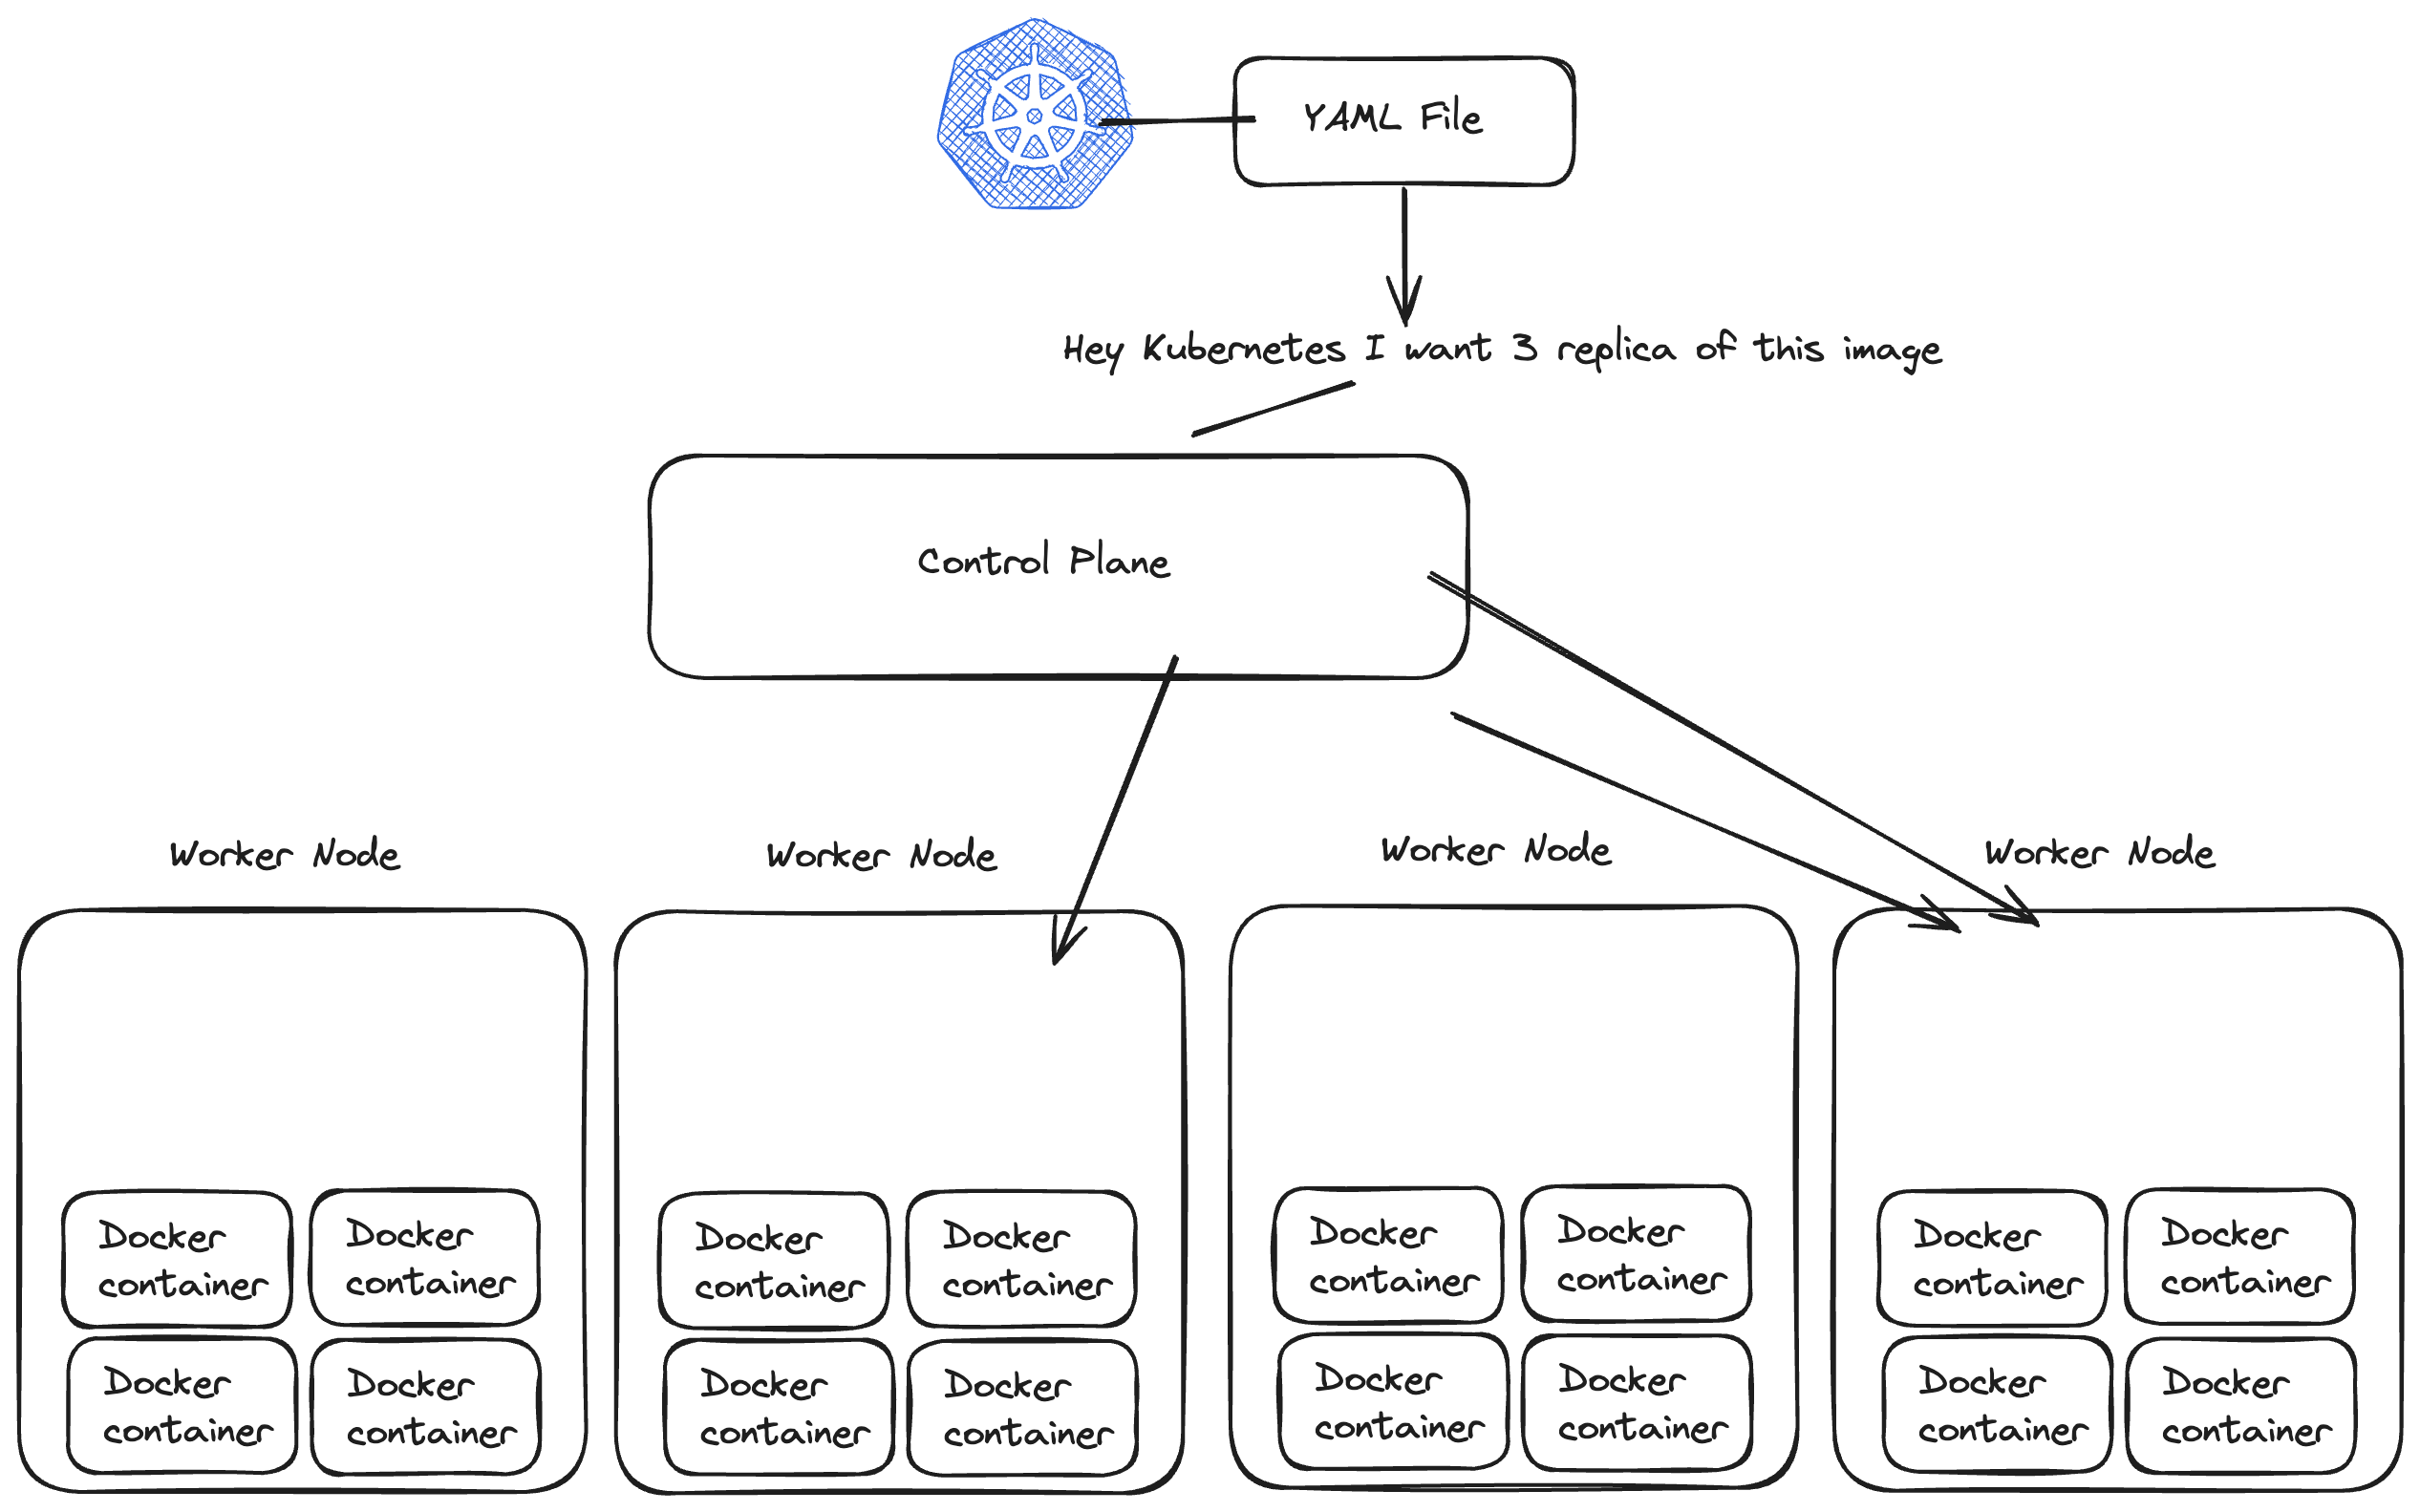 YAML File
Hey Kubernetes I want 3 replica of this image
Control Plane
Worker Node
Worker Node
Worker Node
Worker Node
Docker
container
Docker
container
Docker
container
Docker
container
Docker
container
Docker
container
Docker
container
Docker
container
Docker
container
Docker
container
Docker
container
Docker
container
Docker
container
Docker
container
Docker
container
Docker
container